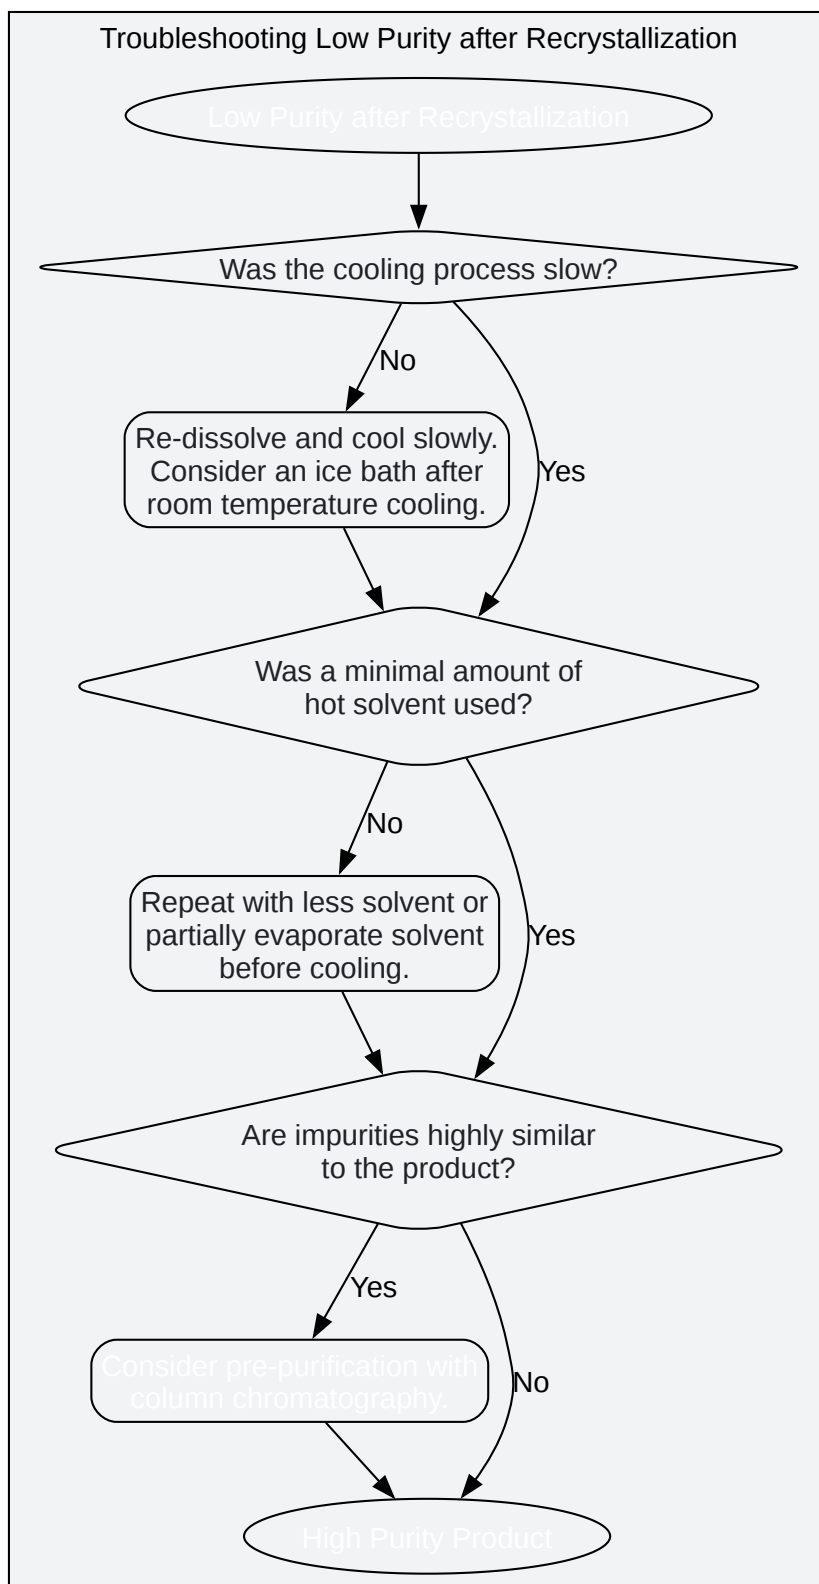 Troubleshooting Low Purity after Recrystallization
Low Purity after Recrystallization
Was the cooling process slow?
No
Re-dissolve and cool slowly.
Consider an ice bath after
room temperature cooling.
Yes
Was a minimal amount of
hot solvent used?
No
Repeat with less solvent or
partially evaporate solvent
before cooling.
Yes
Are impurities highly similar
to the product?
Yes
Consider pre-purification with
column chromatography.
No
High Purity Product